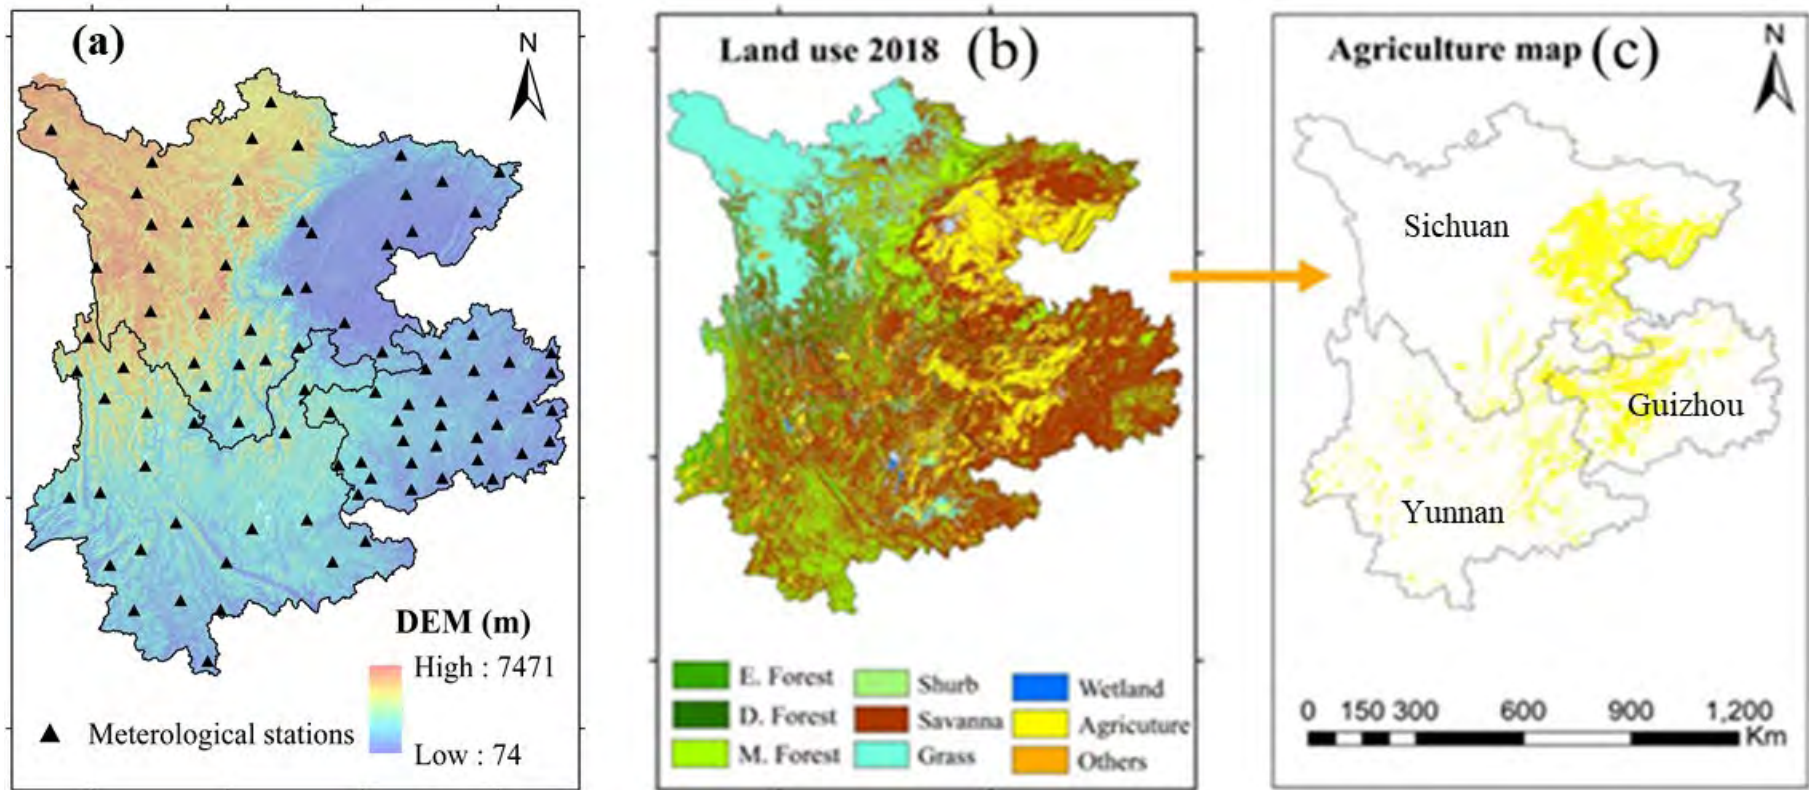 (a)
N
DEM (m)
High : 7471
Low : 74
Meterological stations
Land use 2018 (b)
E. Forest
D. Forest
M. Forest
Shurb
Savanna
Grass
Wetland
Agricuture
Others
Agriculture map (c)
N
Sichuan
Guizhou
Yunnan
0 150 300 600 900 1,200
Km